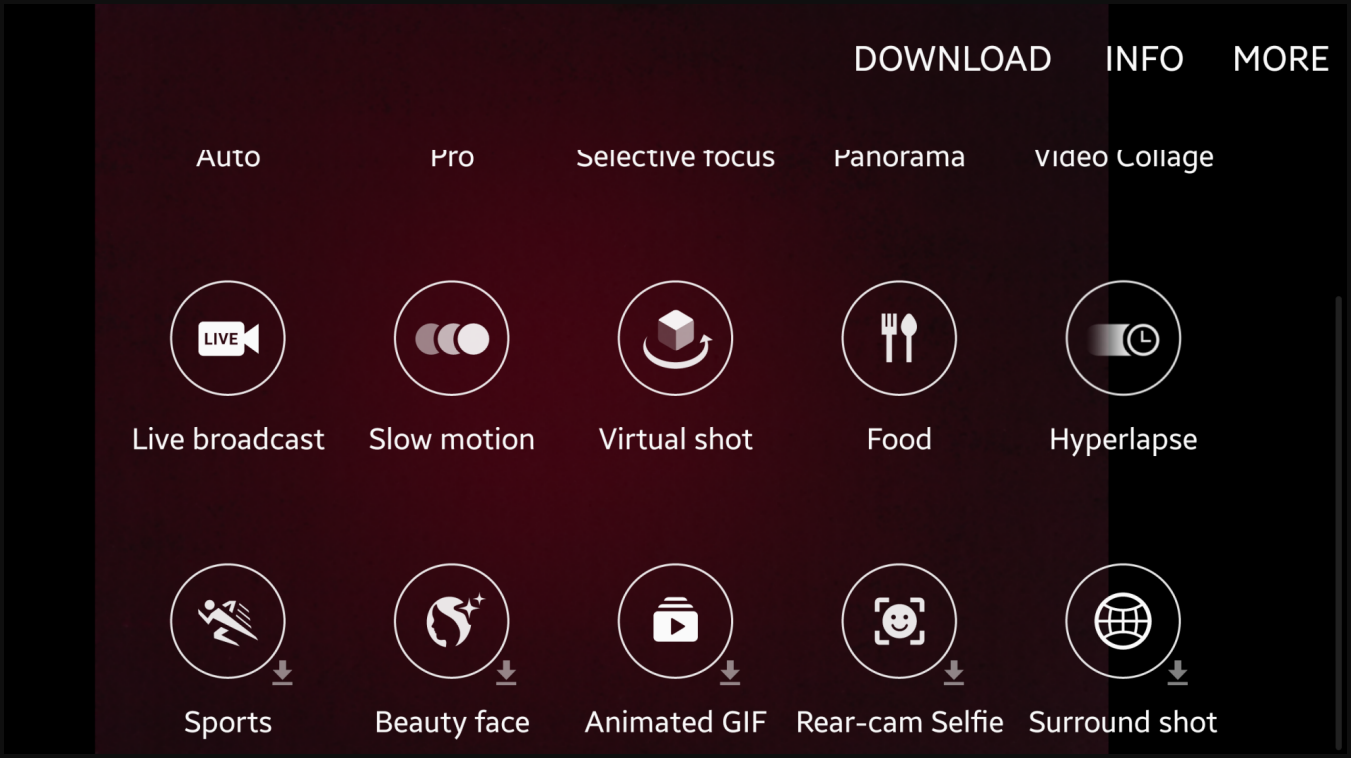 DOWNLOAD INFO MORE
Auto Pro Selective focus Panorama Video Collage
LIVE
Live broadcast Slow motion Virtual shot Food Hyperlapse
Sports Beauty face Animated GIF Rear-cam Selfie Surround shot